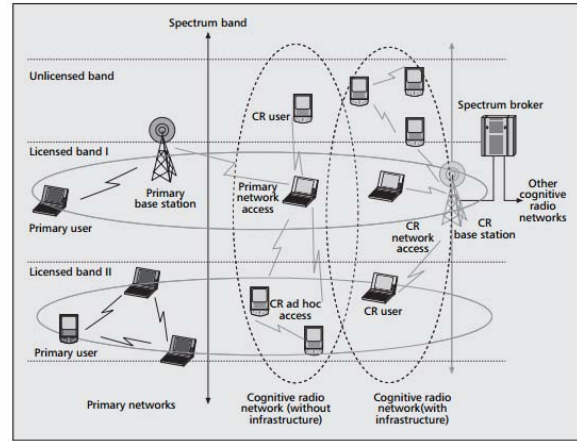 Spectrum band
Unlicensed band
Spectrum broker
CR user
Licensed band I
Primary
base station
Primary
network
access
Primary user
CR
network
access
CR
base station
Other
cognitive
radio
networks
Licensed band II
CR ad hoc
access
CR user
Primary user
Primary networks
Cognitive radio
network (without
infrastructure)
Cognitive radio
network(with
infrastructure)